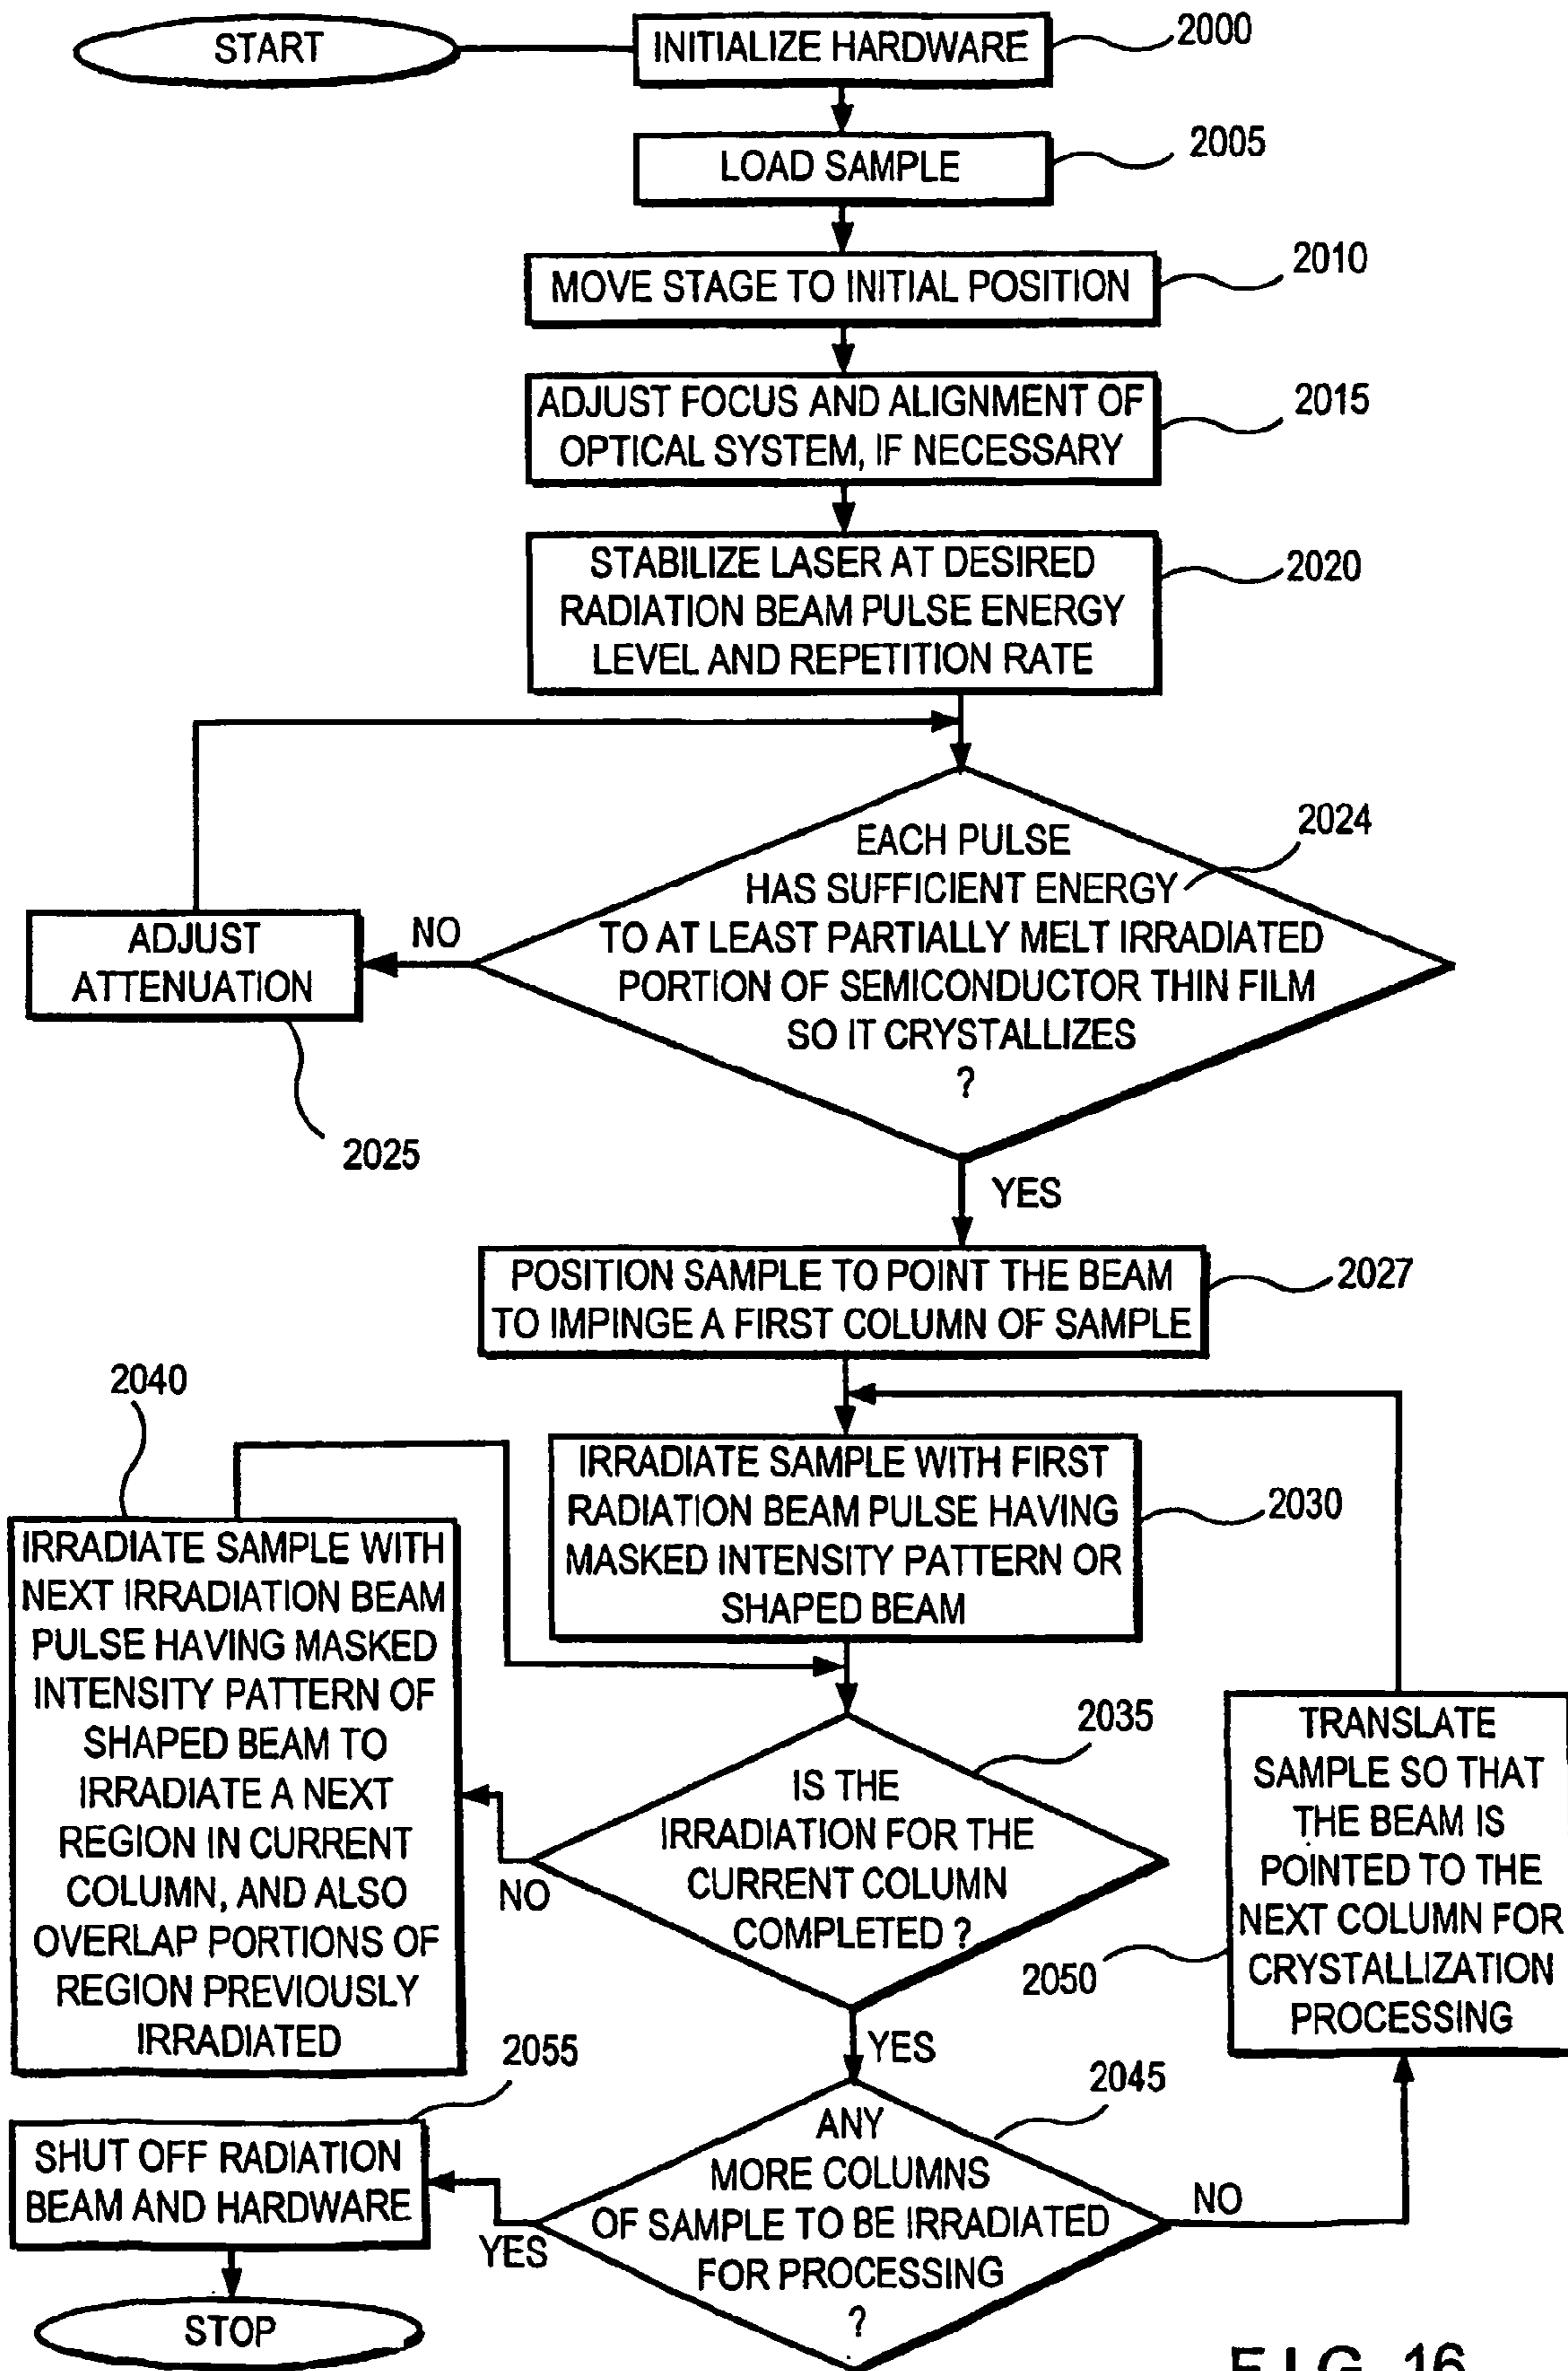 START
INITIALIZE HARDWARE
2000
LOAD SAMPLE
2005
MOVE STAGE TO INITIAL POSITION
2010
ADJUST FOCUS AND ALIGNMENT OF
OPTICAL SYSTEM, IF NECESSARY
2015
STABILIZE LASER AT DESIRED
RADIATION BEAM PULSE ENERGY
LEVEL AND REPETITION RATE
2020
EACH PULSE
HAS SUFFICIENT ENERGY
TO AT LEAST PARTIALLY MELT IRRADIATED
PORTION OF SEMICONDUCTOR THIN FILM
SO IT CRYSTALLIZES
?
2024
NO
ADJUST
ATTENUATION
2025
YES
POSITION SAMPLE TO POINT THE BEAM
TO IMPINGE A FIRST COLUMN OF SAMPLE
2027
IRRADIATE SAMPLE WITH FIRST
RADIATION BEAM PULSE HAVING
MASKED INTENSITY PATTERN OR
SHAPED BEAM
2030
2040
IRRADIATE SAMPLE WITH
NEXT IRRADIATION BEAM
PULSE HAVING MASKED
INTENSITY PATTERN OF
SHAPED BEAM TO
IRRADIATE A NEXT
REGION IN CURRENT
COLUMN, AND ALSO
OVERLAP PORTIONS OF
REGION PREVIOUSLY
IRRADIATED
IS THE
IRRADIATION FOR THE
CURRENT COLUMN
COMPLETED ?
2035
NO
YES
TRANSLATE
SAMPLE SO THAT
THE BEAM IS
POINTED TO THE
NEXT COLUMN FOR
CRYSTALLIZATION
PROCESSING
2050
ANY
MORE COLUMNS
OF SAMPLE TO BE IRRADIATED
FOR PROCESSING
?
2045
NO
YES
2055
SHUT OFF RADIATION
BEAM AND HARDWARE
STOP
FIG. 16